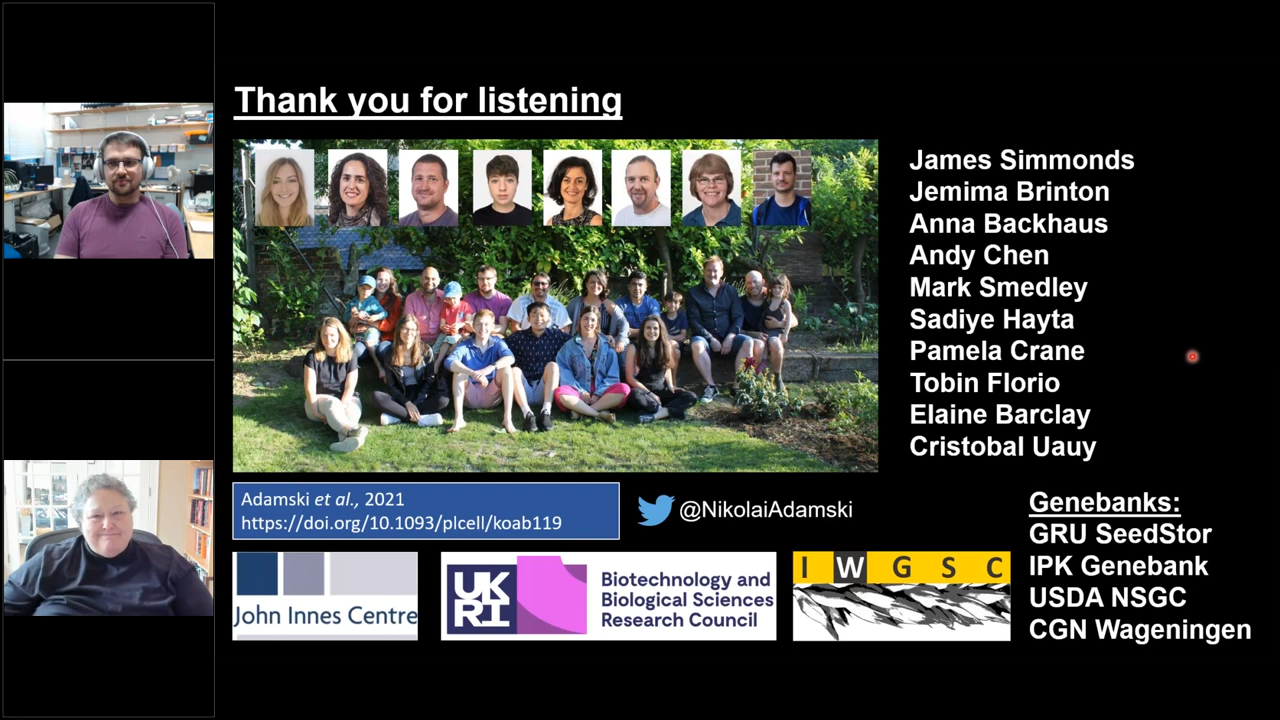 Thank you for listening
James Simmonds
Jemima Brinton
Anna Backhaus
Andy Chen
Mark Smedley
Sadiye Hayta
Pamela Crane
Tobin Florio
Elaine Barclay
Cristobal Uauy
Adamski et al., 2021
https://doi.org/10.1093/plcell/koab119
@NikolaiAdamski
Genebanks:
GRU SeedStor
IPK Genebank
USDA NSGC
CGN Wageningen
John Innes Centre
UK
RI
Biotechnology and
Biological Sciences
Research Council
I W G S C